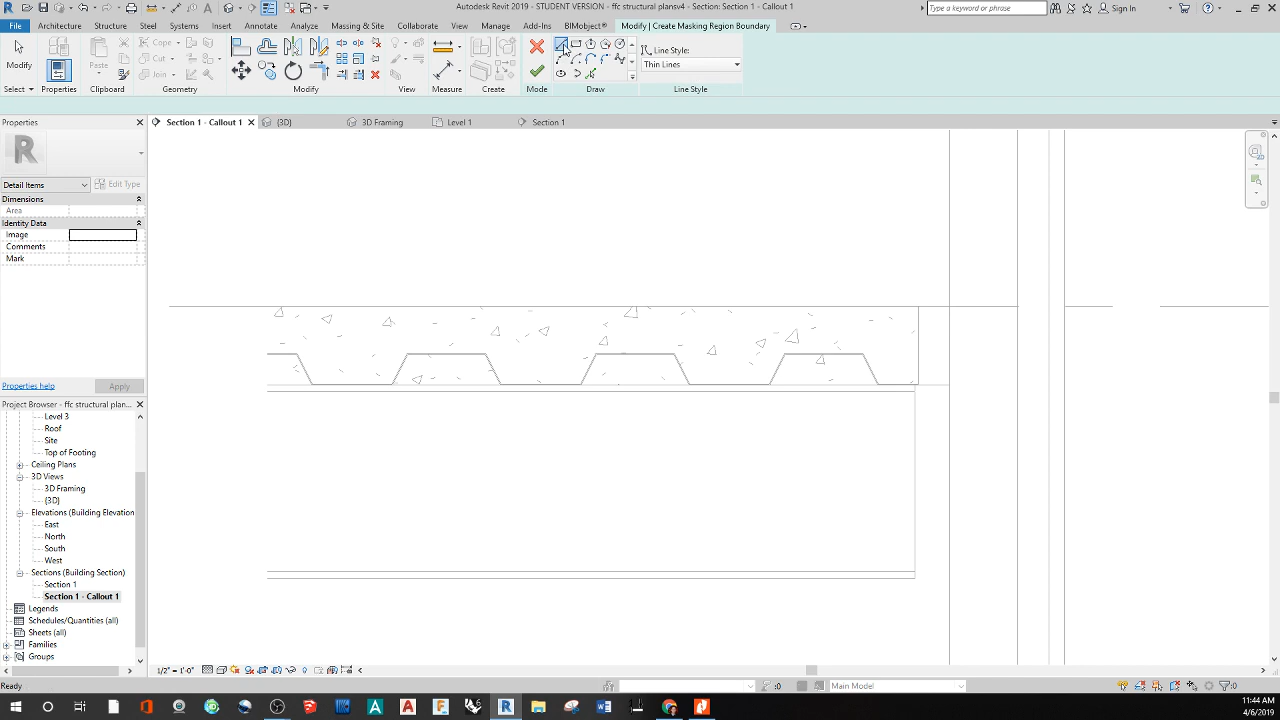 Autodesk Revit 2019 - STUDENT VERSION - ffc structural plansv4 - Section: Section 1 - Callout 1
Type a keyword or phrase
Sign In
File
Architecture
Structure
Steel
Systems
Insert
Annotate
Analyze
Massing & Site
Collaborate
View
Manage
Add-Ins
BIMobject®
Modify | Create Masking Region Boundary
Modify
Paste
Cope
Cut
Join
Line Style:
Thin Lines
Select
Properties
Clipboard
Geometry
Modify
View
Measure
Create
Mode
Draw
Line Style
Properties
Section 1 - Callout 1
{3D}
3D Framing
Level 1
Section 1
Detail Items
Edit Type
Dimensions
Area
Identity Data
Image
Comments
Mark
Properties help
Apply
Project Browser - ffc structural plan...
Level 3
Roof
Site
Top of Footing
Ceiling Plans
3D Views
3D Framing
{3D}
Elevations (Building Elevation
East
North
South
West
Sections (Building Section)
Section 1
Section 1 - Callout 1
Legends
Schedules/Quantities (all)
Sheets (all)
Families
Groups
1/2" = 1'-0"
Ready
:0
Main Model
:0
11:44 AM
4/6/2019